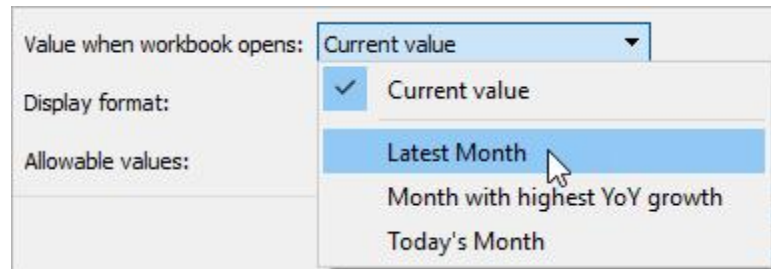 Value when workbook opens: Current value
Current value
Display format:
Latest Month
Allowable values:
Month with highest YoY growth
Today's Month